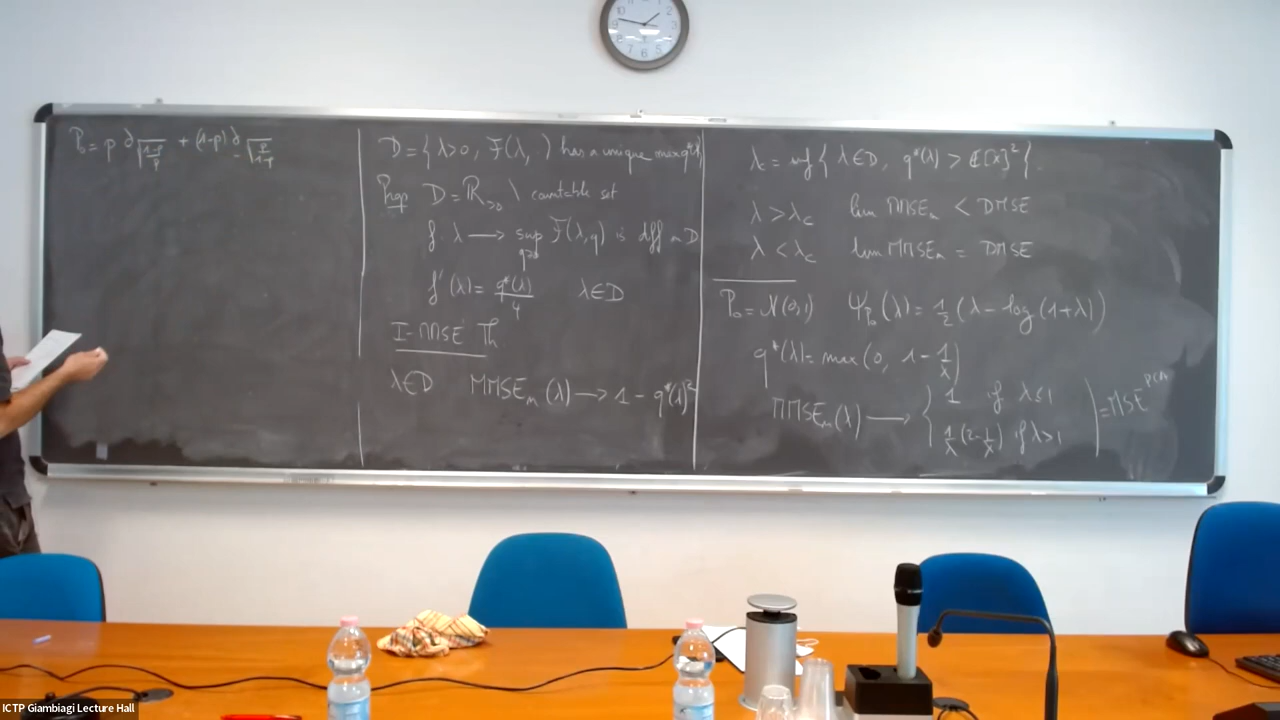 P₀ = p δ_{√(1-p)/p} + (1-p) δ_{-√p/(1-p)}
D = { λ>0, F(λ, ·) has a unique max q*(λ)
Prop D = ℝ_{>0} \ countable set
f: λ ⟶ sup_{q≥0} F(λ,q) is diff on D
f'(λ) = q*(λ)²/4 λ∈D
I-MMSE Th
λ∈D MMSE_n(λ) ⟶ 1 - q*(λ)²
λ_c = inf { λ∈D, q*(λ) > E[X]² }.
λ > λ_c lim MMSE_n < DMSE
λ < λ_c lim MMSE_n = DMSE
P₀ = N(0,1) Ψ_{P₀}(λ) = 1/2 (λ - log(1+λ))
q*(λ) = max(0, 1 - 1/λ)
MMSE_n(λ) ⟶ { 1 if λ≤1
1/λ (2 - 1/λ) if λ>1 } = MSE^{PCA}
ICTP Giambiagi Lecture Hall